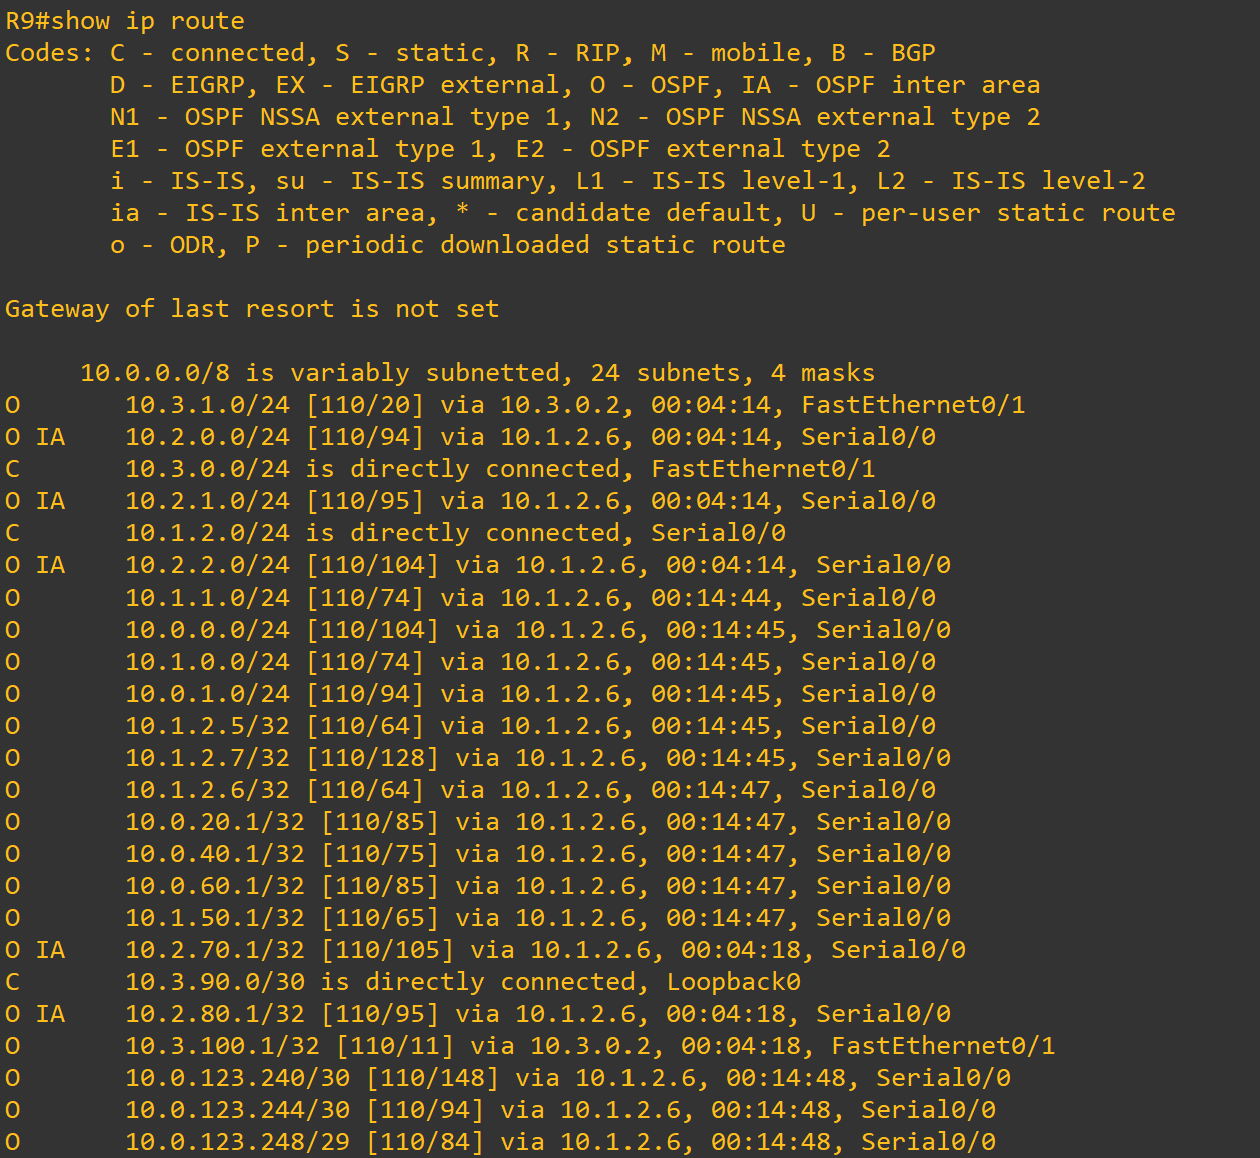 R9#show ip route
Codes: C - connected, S - static, R - RIP, M - mobile, B - BGP
       D - EIGRP, EX - EIGRP external, O - OSPF, IA - OSPF inter area
       N1 - OSPF NSSA external type 1, N2 - OSPF NSSA external type 2
       E1 - OSPF external type 1, E2 - OSPF external type 2
       i - IS-IS, su - IS-IS summary, L1 - IS-IS level-1, L2 - IS-IS level-2
       ia - IS-IS inter area, * - candidate default, U - per-user static route
       o - ODR, P - periodic downloaded static route

Gateway of last resort is not set

     10.0.0.0/8 is variably subnetted, 24 subnets, 4 masks
O       10.3.1.0/24 [110/20] via 10.3.0.2, 00:04:14, FastEthernet0/1
O IA    10.2.0.0/24 [110/94] via 10.1.2.6, 00:04:14, Serial0/0
C       10.3.0.0/24 is directly connected, FastEthernet0/1
O IA    10.2.1.0/24 [110/95] via 10.1.2.6, 00:04:14, Serial0/0
C       10.1.2.0/24 is directly connected, Serial0/0
O IA    10.2.2.0/24 [110/104] via 10.1.2.6, 00:04:14, Serial0/0
O       10.1.1.0/24 [110/74] via 10.1.2.6, 00:14:44, Serial0/0
O       10.0.0.0/24 [110/104] via 10.1.2.6, 00:14:45, Serial0/0
O       10.1.0.0/24 [110/74] via 10.1.2.6, 00:14:45, Serial0/0
O       10.0.1.0/24 [110/94] via 10.1.2.6, 00:14:45, Serial0/0
O       10.1.2.5/32 [110/64] via 10.1.2.6, 00:14:45, Serial0/0
O       10.1.2.7/32 [110/128] via 10.1.2.6, 00:14:45, Serial0/0
O       10.1.2.6/32 [110/64] via 10.1.2.6, 00:14:47, Serial0/0
O       10.0.20.1/32 [110/85] via 10.1.2.6, 00:14:47, Serial0/0
O       10.0.40.1/32 [110/75] via 10.1.2.6, 00:14:47, Serial0/0
O       10.0.60.1/32 [110/85] via 10.1.2.6, 00:14:47, Serial0/0
O       10.1.50.1/32 [110/65] via 10.1.2.6, 00:14:47, Serial0/0
O IA    10.2.70.1/32 [110/105] via 10.1.2.6, 00:04:18, Serial0/0
C       10.3.90.0/30 is directly connected, Loopback0
O IA    10.2.80.1/32 [110/95] via 10.1.2.6, 00:04:18, Serial0/0
O       10.3.100.1/32 [110/11] via 10.3.0.2, 00:04:18, FastEthernet0/1
O       10.0.123.240/30 [110/148] via 10.1.2.6, 00:14:48, Serial0/0
O       10.0.123.244/30 [110/94] via 10.1.2.6, 00:14:48, Serial0/0
O       10.0.123.248/29 [110/84] via 10.1.2.6, 00:14:48, Serial0/0